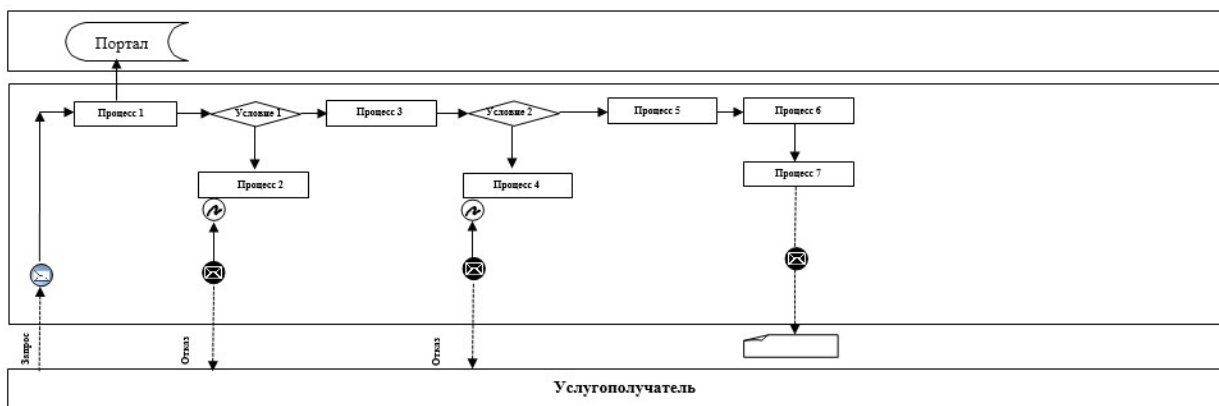 Портал
Процесс 1
Условие 1
Процесс 3
Условие 2
Процесс 5
Процесс 6
Процесс 2
Процесс 4
Процесс 7
Запрос
Отказ
Отказ
Услугополучатель